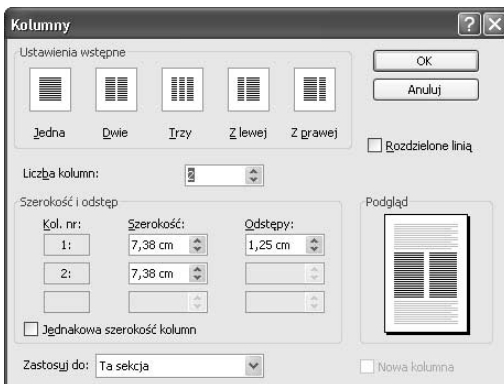 Kolumny
Ustawienia wstępne
Jedna Dwie Trzy Z lewej Z prawej
OK
Anuluj
Rozdzielone linią
Liczba kolumn: 2
Szerokość i odstęp
Podgląd
Kol. nr: Szerokość: Odstępy:
1: 7,38 cm 1,25 cm
2: 7,38 cm
Jednakowa szerokość kolumn
Zastosuj do: Ta sekcja
Nowa kolumna